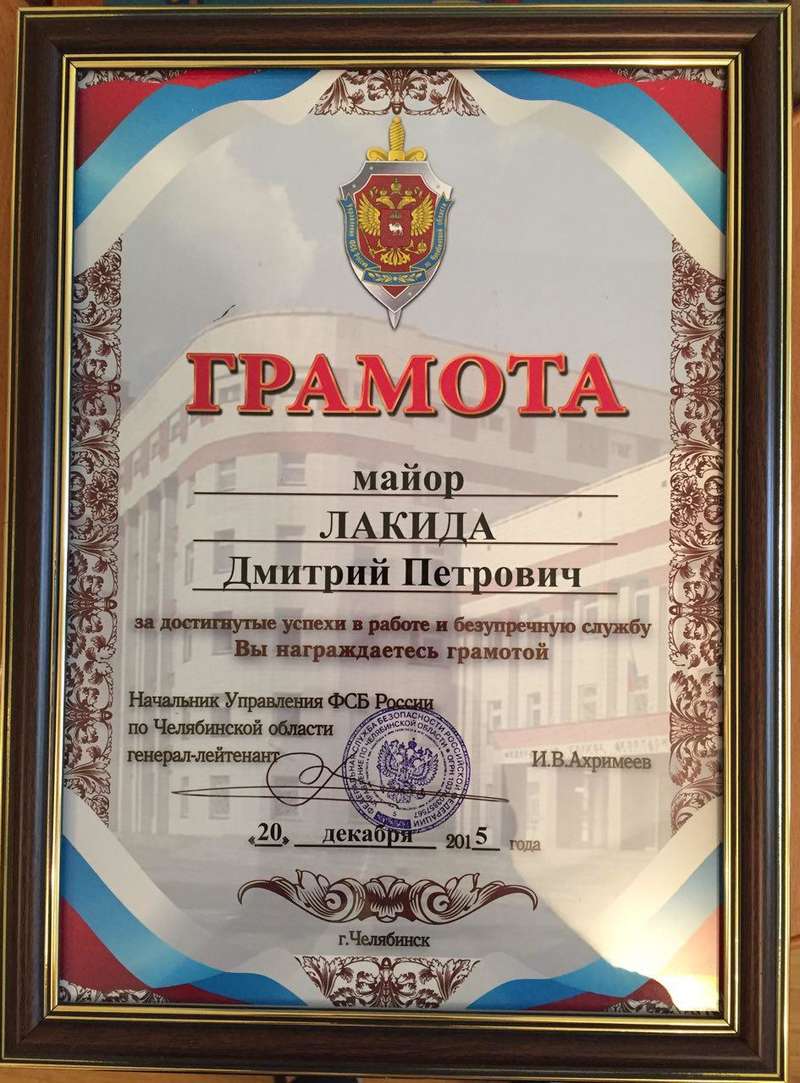 ГРАМОТА
майор
ЛАКИДА
Дмитрий Петрович
за достигнутые успехи в работе и безупречную службу
Вы награждаетесь грамотой
Начальник Управления ФСБ России
по Челябинской области
генерал-лейтенант
И.В.Ахримеев
«20» декабря 2015 года
г.Челябинск